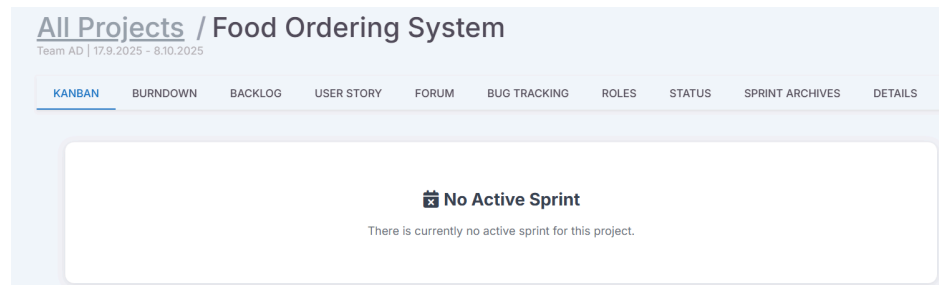 All Projects / Food Ordering System
Team AD | 17.9.2025 - 8.10.2025
KANBAN BURNDOWN BACKLOG USER STORY FORUM BUG TRACKING ROLES STATUS SPRINT ARCHIVES DETAILS
No Active Sprint
There is currently no active sprint for this project.